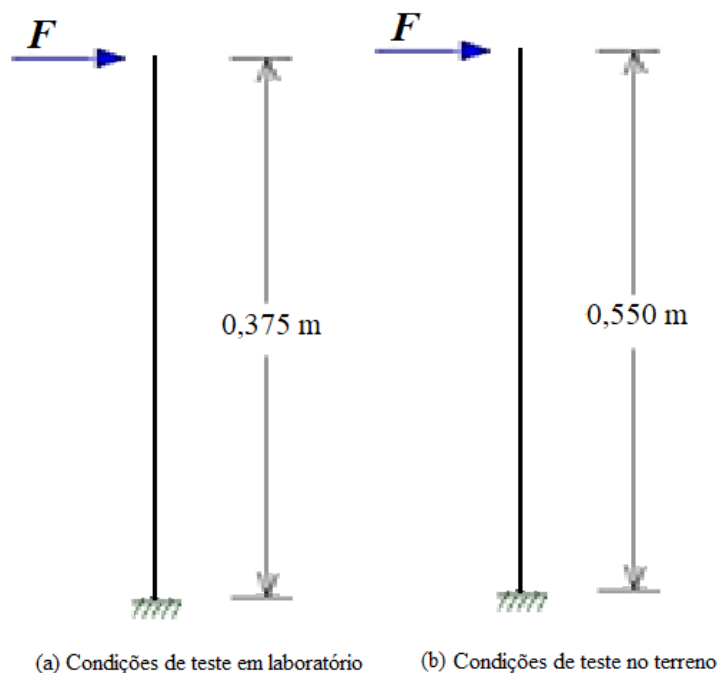 F
F
0,375 m
0,550 m
(a) Condições de teste em laboratório
(b) Condições de teste no terreno